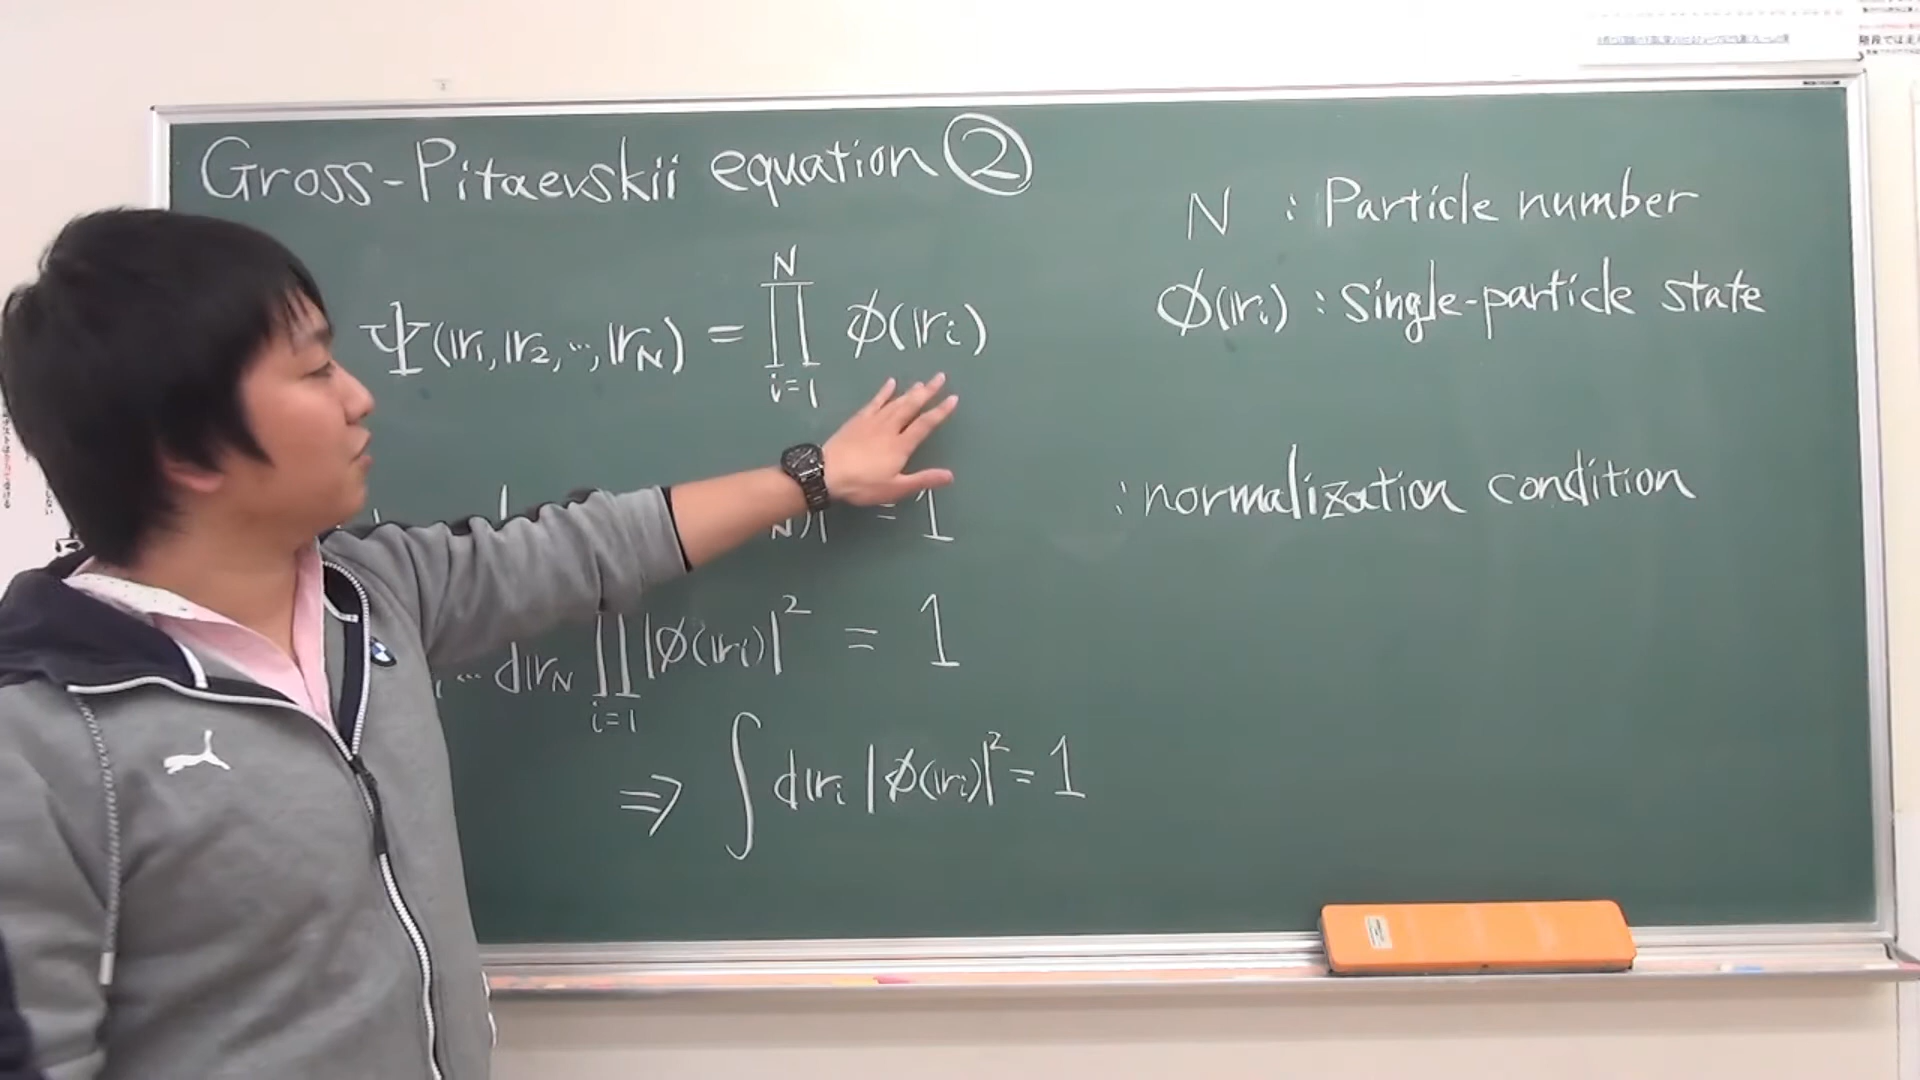 Gross-Pitaevskii equation ②
N : Particle number
Ψ(𝕣₁, 𝕣₂, …, 𝕣_N) = ∏_{i=1}^{N} ϕ(𝕣ᵢ)
ϕ(𝕣ᵢ) : Single-particle state
N)|² = 1
: normalization condition
… d𝕣_N ∏_{i=1} |ϕ(𝕣ᵢ)|² = 1
⇒ ∫ d𝕣ᵢ |ϕ(𝕣ᵢ)|² = 1